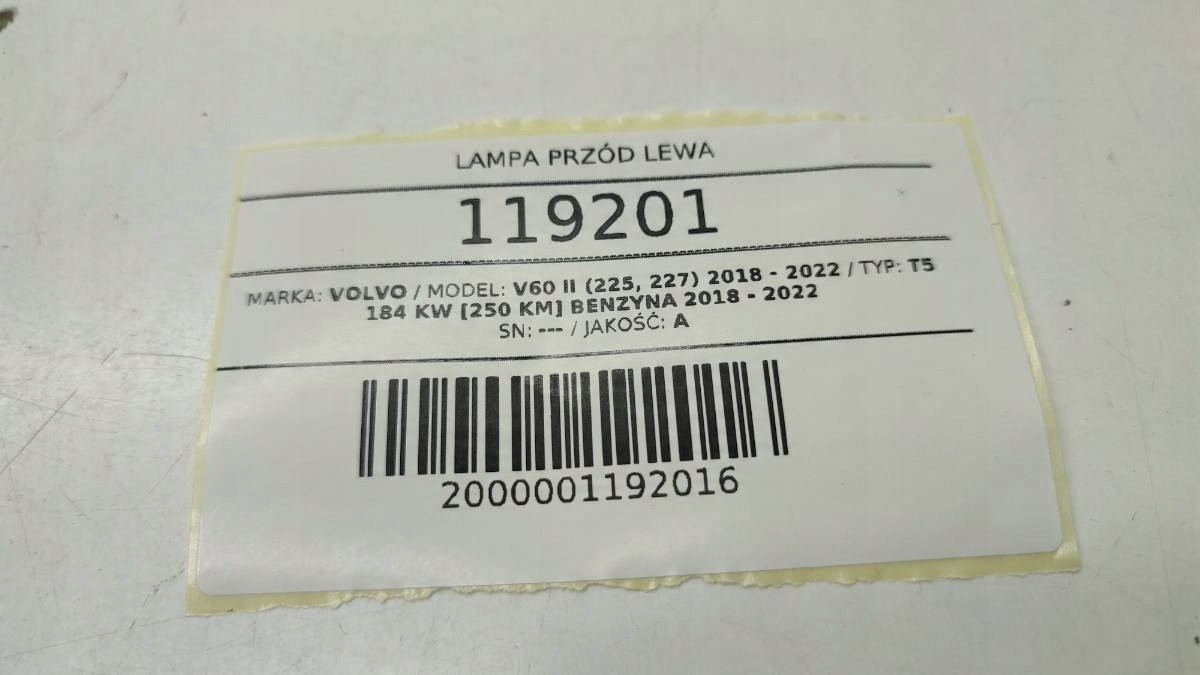 LAMPA PRZÓD LEWA
119201
MARKA: VOLVO / MODEL: V60 II (225, 227) 2018 - 2022 / TYP: T5
184 KW [250 KM] BENZYNA 2018 - 2022
SN: --- / JAKOŚĆ: A
2000001192016